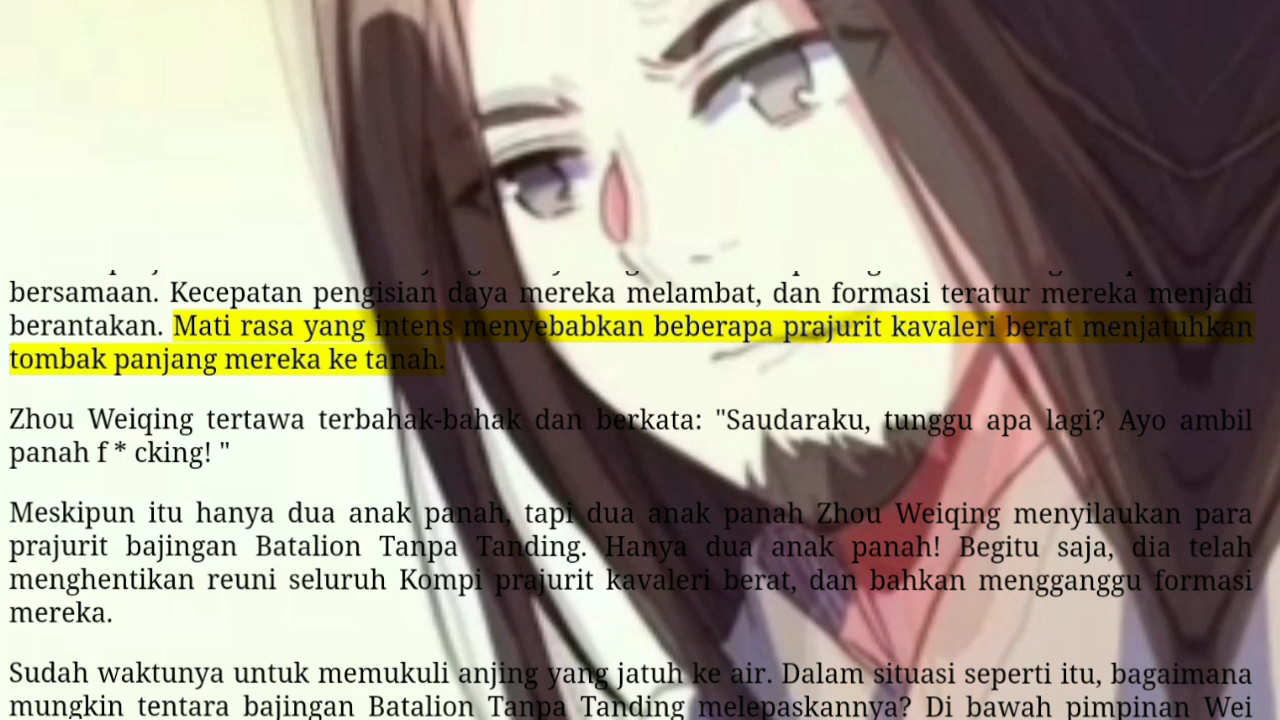 bersamaan. Kecepatan pengisian daya mereka melambat, dan formasi teratur mereka menjadi
berantakan. Mati rasa yang intens menyebabkan beberapa prajurit kavaleri berat menjatuhkan
tombak panjang mereka ke tanah.
Zhou Weiqing tertawa terbahak-bahak dan berkata: "Saudaraku, tunggu apa lagi? Ayo ambil
panah f * cking! "
Meskipun itu hanya dua anak panah, tapi dua anak panah Zhou Weiqing menyilaukan para
prajurit bajingan Batalion Tanpa Tanding. Hanya dua anak panah! Begitu saja, dia telah
menghentikan reuni seluruh Kompi prajurit kavaleri berat, dan bahkan mengganggu formasi
mereka.
Sudah waktunya untuk memukuli anjing yang jatuh ke air. Dalam situasi seperti itu, bagaimana
mungkin tentara bajingan Batalion Tanpa Tanding melepaskannya? Di bawah pimpinan Wei